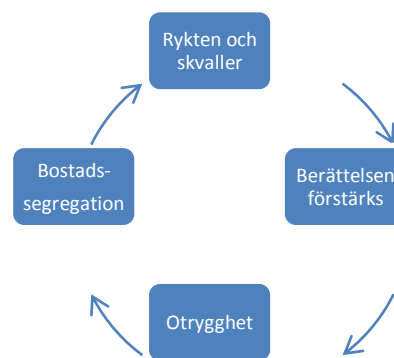 Rykten och
skvaller
Berättelsen
förstärks
Otrygghet
Bostads-
segregation